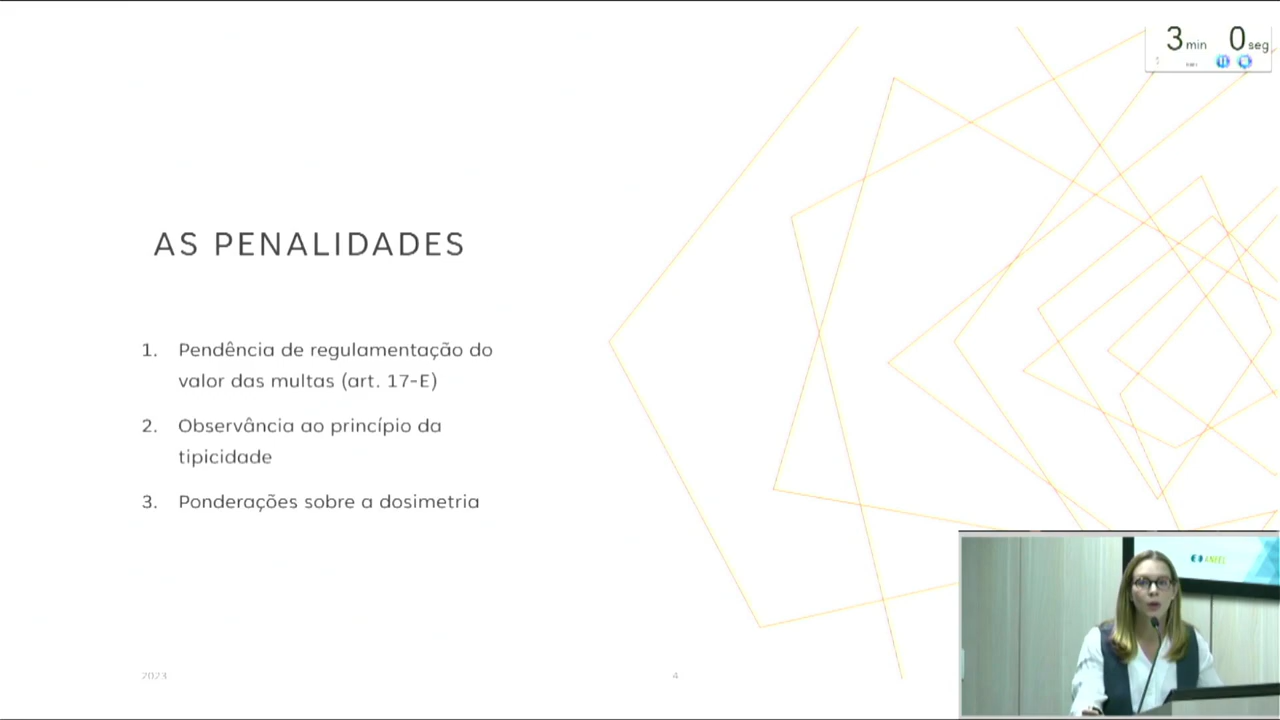 3 min 0 seg
AS PENALIDADES
1. Pendência de regulamentação do
valor das multas (art. 17-E)
2. Observância ao princípio da
tipicidade
3. Ponderações sobre a dosimetria
2023
4
ANEEL